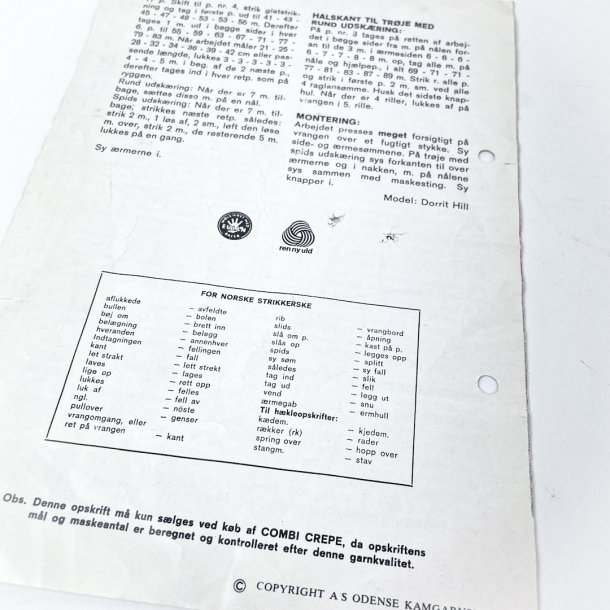 p. Skift til p. nr. 4, strik glatstrik-
ning og tag i første p. ud til 41 - 43 -
45 - 47 - 49 - 53 - 53 - 55 m. Derefter
tages 1 m. ud i begge sider i hver
6. p. til 55 - 59 - 63 - 67 - 71 - 77 -
79 - 83 m. Når arbejdet måler 21 - 25 -
28 - 32 - 34 - 36 - 39 - 42 cm eller pas-
sende længde, lukkes 3 - 3 - 3 - 3 - 3 -
4 - 4 - 5 m. i beg. af de 2 næste p.,
derefter tages ind i hver retp. som på
ryggen.
Rund udskæring: Når der er 7 m. til-
bage, sættes disse m. på en nål.
Spids udskæring: Når der er 7 m. til-
bage, strikkes næste retp. således:
strik 2 m., 1 løs af, 2 sm., løft den løse
m. over, strik 2 m., de resterende 5 m.
lukkes på en gang.
Sy ærmerne i.
HALSKANT TIL TRØJE MED
RUND UDSKÆRING:
På p. nr. 3 tages på retten af arbej-
det i begge sider fra m. på nålen for-
an til de 3 m. i ærmesiden 6 - 6 - 6 -
6 - 7 - 7 - 8 - 8 m. op, tag alle m. på
nåle og hjælpep., i alt 69 - 71 - 71 -
77 - 81 - 83 - 87 - 89 m. Strik r. alle p.
og strik i første p. 2 m. sm. ved alle
4 raglansømme. Husk det sidste knap-
hul. Når der er 4 riller, lukkes af på
vrangen i 5. rille.
MONTERING:
Arbejdet presses meget forsigtigt på
vrangen over et fugtigt stykke. Sy
side- og ærmesømmene. På trøje med
spids udskæring sys forkanten til over
ærmerne og i nakken, m. på nålene
sys sammen med maskesting. Sy
knapper i.
Model: Dorrit Hill
ren ny uld
FOR NORSKE STRIKKERSKE
aflukkede – avfeldte
bullen – bolen
bøj om – brett inn
belægning – belegg
hveranden – annenhver
Indtagningen – fellingen
kant – fall
let strakt – lett strekt
laves – lages
lige op – rett opp
lukkes – felles
luk af – fell av
ngl. – nösle
pullover – genser
vrangomgang, eller
ret på vrangen – kant
rib – vrangbord
slids – åpning
slå om p. – kast på p.
slås op – legges opp
spids – splitt
sy søm – sy fall
således – slik
tag ind – fell
tag ud – legg ut
vend – snu
ærmegab – ermhull
Til hækleopskrifter:
kædem. – kjedem.
rækker (rk) – rader
spring over – hopp over
stangm. – stav
Obs. Denne opskrift må kun sælges ved køb af COMBI CREPE, da opskriftens
mål og maskeantal er beregnet og kontrolleret efter denne garnkvalitet.
© COPYRIGHT A S ODENSE KAMGARNS